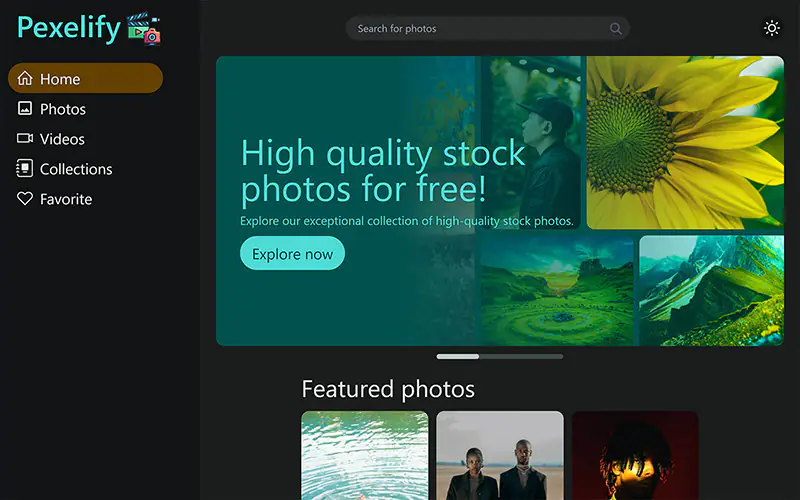 Pexelify
Search for photos
Home
Photos
Videos
Collections
Favorite
High quality stock
photos for free!
Explore our exceptional collection of high-quality stock photos.
Explore now
Featured photos